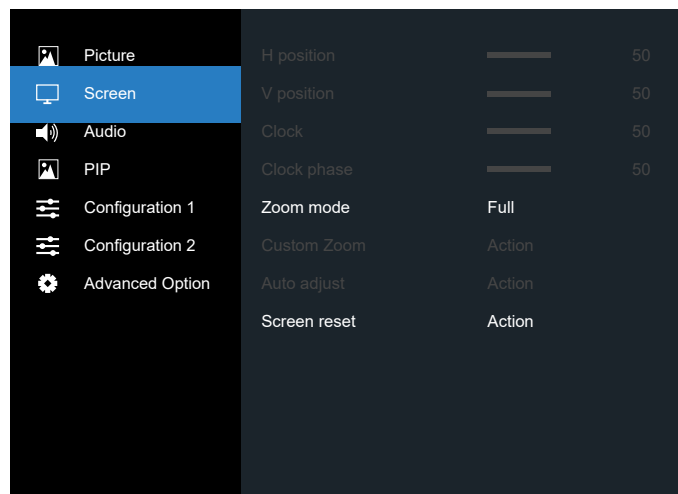 Picture
Screen
Audio
PIP
Configuration 1
Configuration 2
Advanced Option
H position 50
V position 50
Clock 50
Clock phase 50
Zoom mode Full
Custom Zoom Action
Auto adjust Action
Screen reset Action